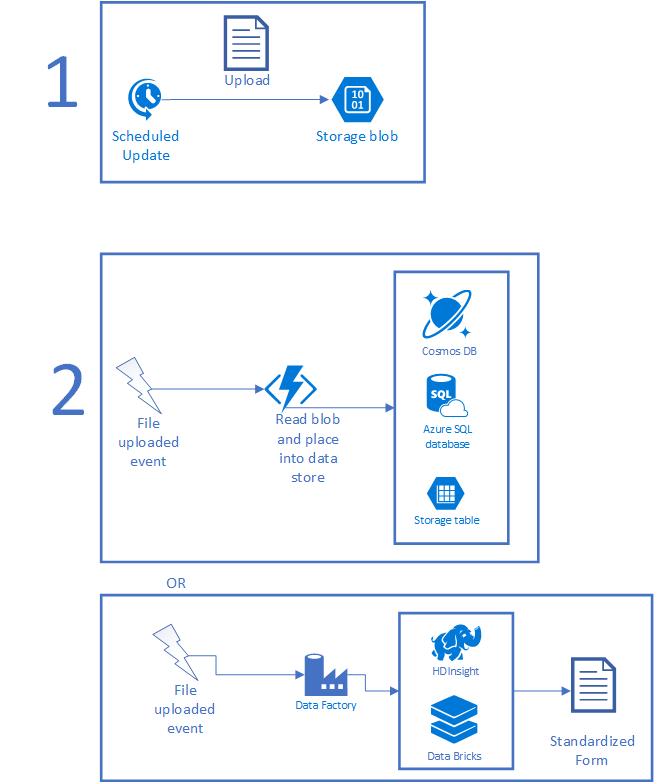 1
Upload
10
01
Scheduled
Update
Storage blob
2
File
uploaded
event
Read blob
and place
into data
store
Cosmos DB
SQL
Azure SQL
database
Storage table
OR
File
uploaded
event
Data Factory
HDInsight
Data Bricks
Standardized
Form